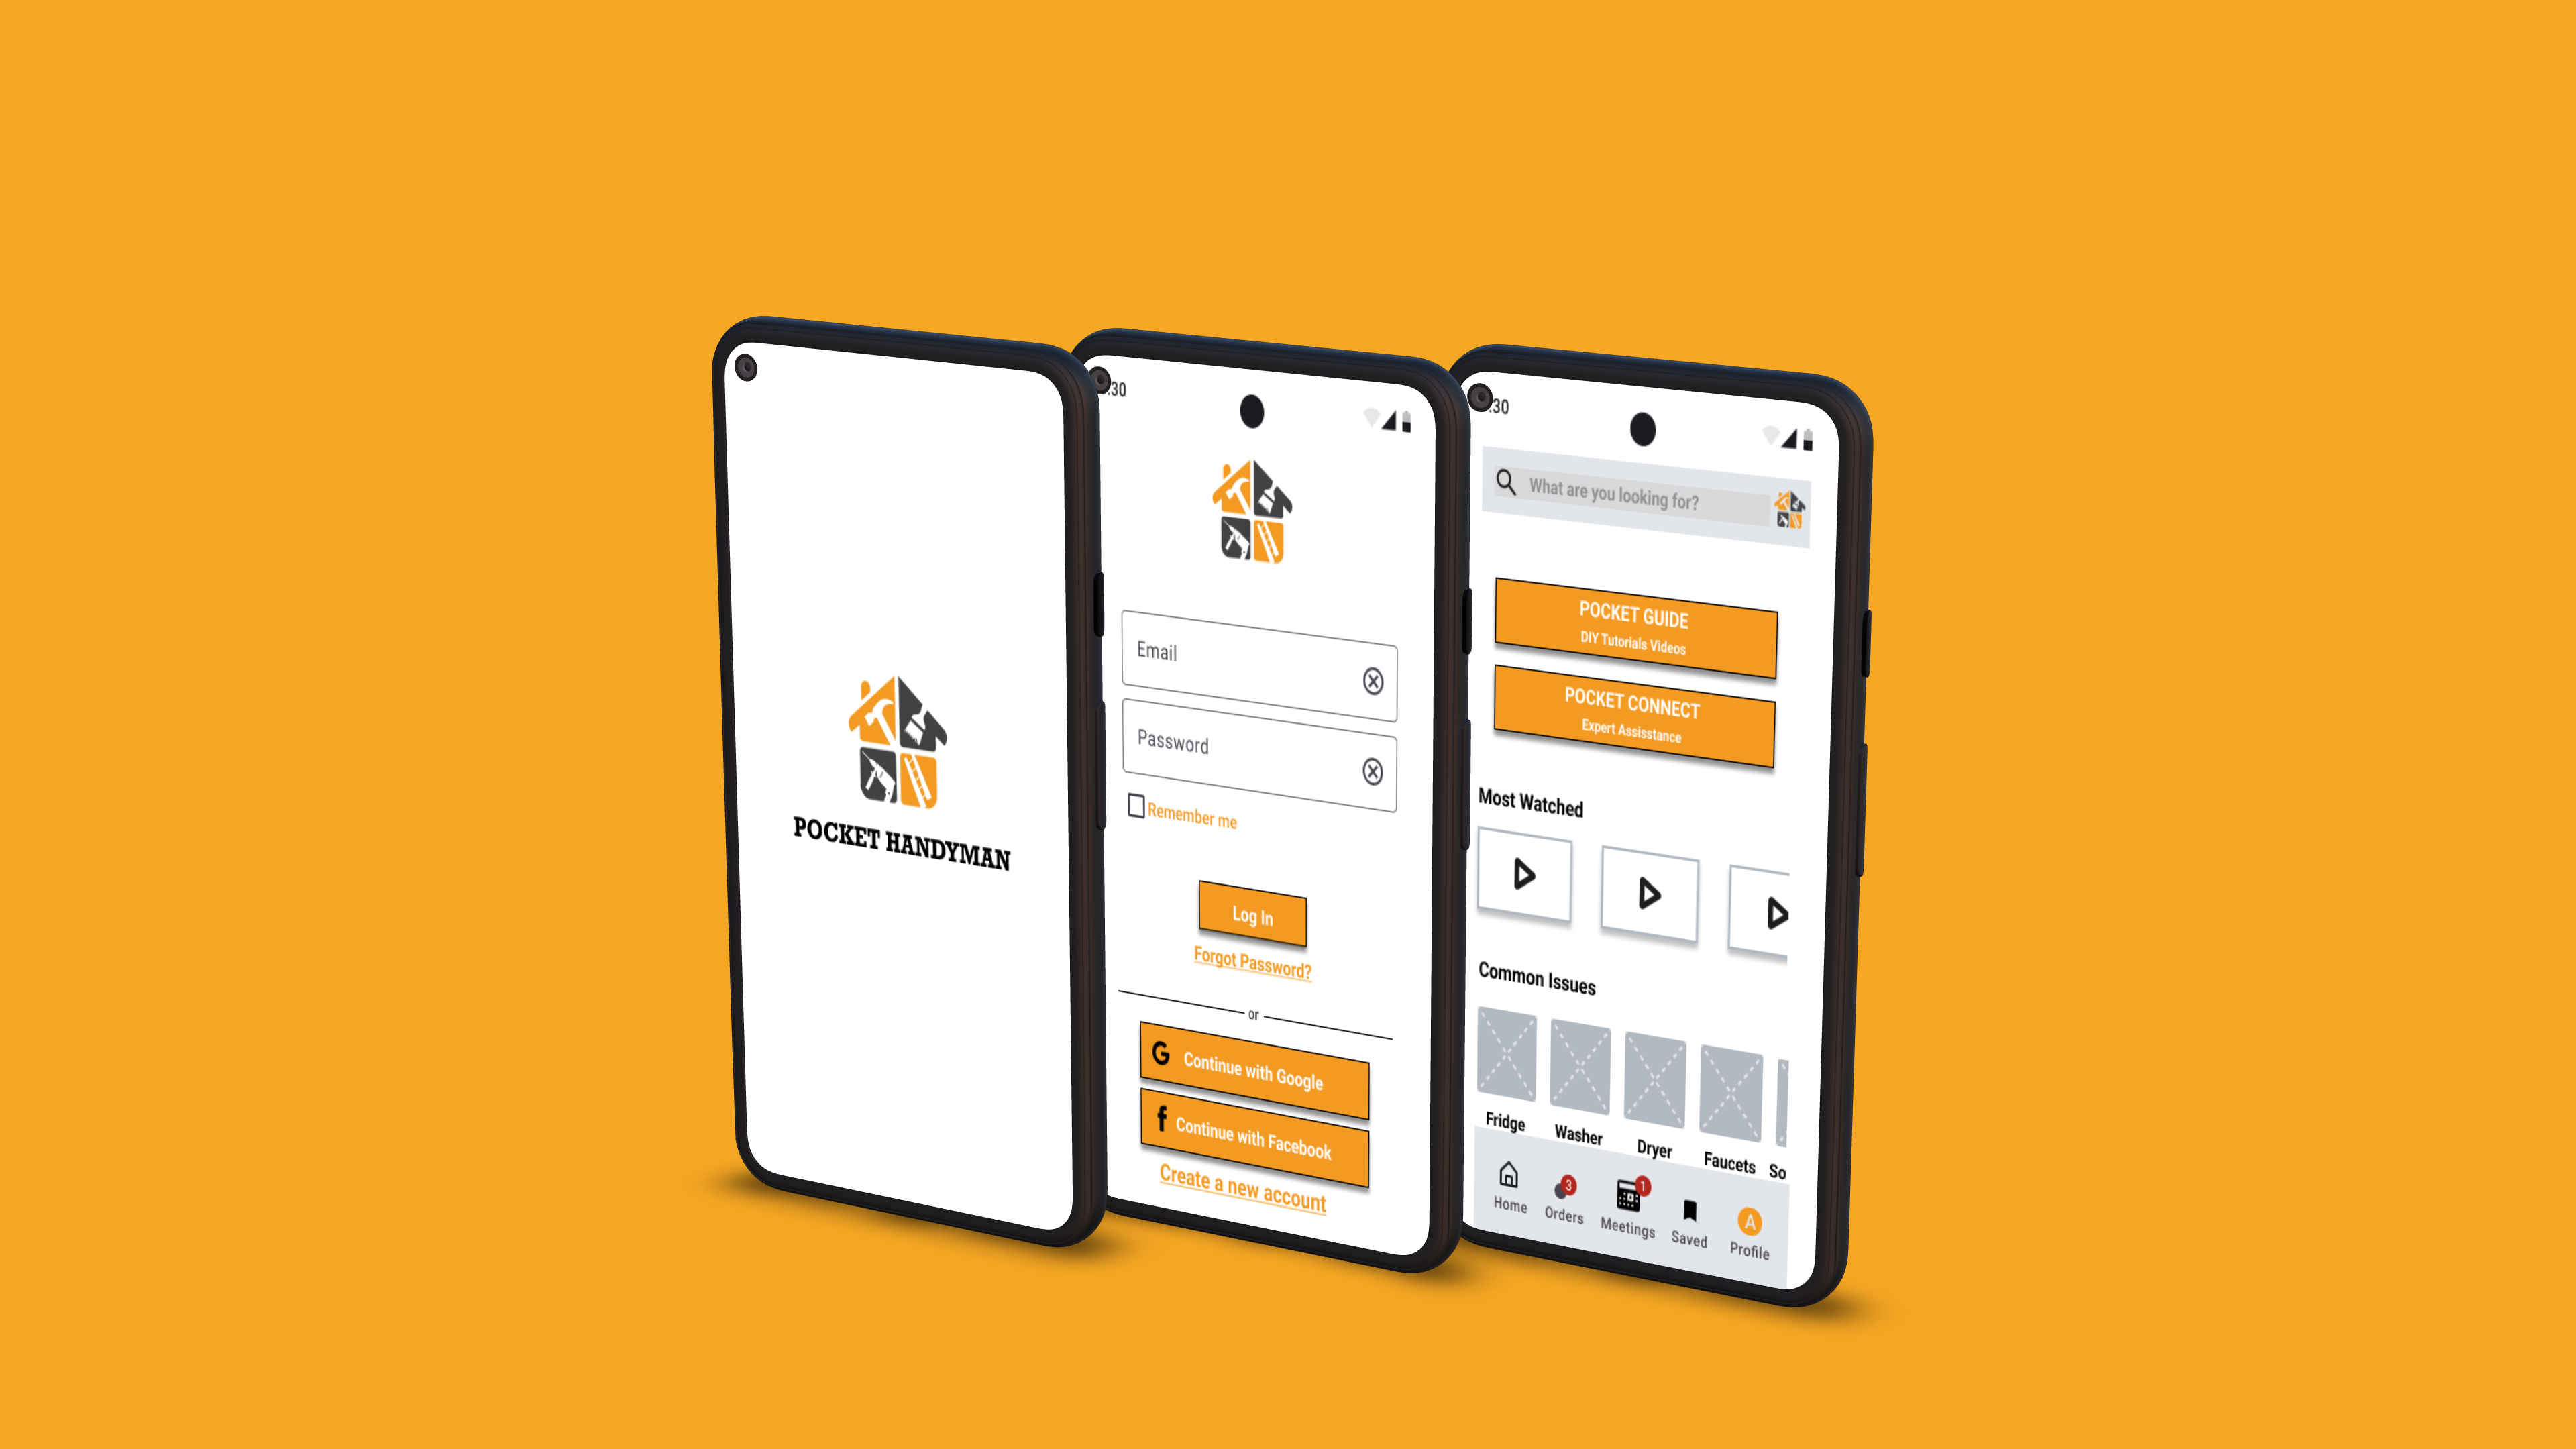 POCKET HANDYMAN
:30
Email
Password
Remember me
Log In
Forgot Password?
or
G Continue with Google
f Continue with Facebook
Create a new account
:30
What are you looking for?
POCKET GUIDE
DIY Tutorials Videos
POCKET CONNECT
Expert Assisstance
Most Watched
Common Issues
Fridge Washer Dryer Faucets So
3 1 A
Home Orders Meetings Saved Profile